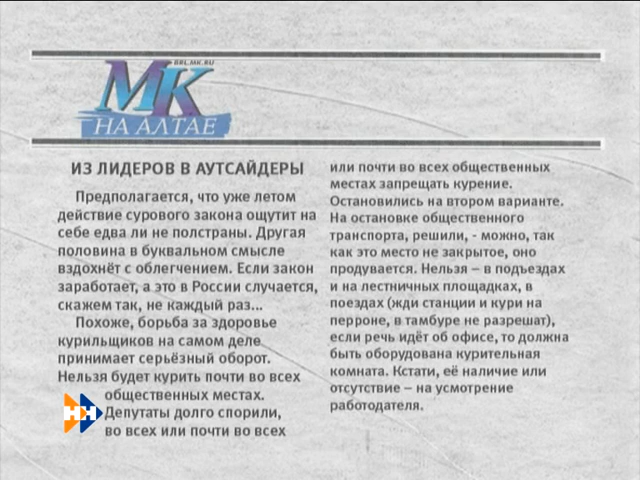 BRL.MK.RU
МК
НА АЛТАЕ
ИЗ ЛИДЕРОВ В АУТСАЙДЕРЫ
Предполагается, что уже летом
действие сурового закона ощутит на
себе едва ли не полстраны. Другая
половина в буквальном смысле
вздохнёт с облегчением. Если закон
заработает, а это в России случается,
скажем так, не каждый раз...
Похоже, борьба за здоровье
курильщиков на самом деле
принимает серьёзный оборот.
Нельзя будет курить почти во всех
общественных местах.
Депутаты долго спорили,
во всех или почти во всех
или почти во всех общественных
местах запрещать курение.
Остановились на втором варианте.
На остановке общественного
транспорта, решили, - можно, так
как это место не закрытое, оно
продувается. Нельзя – в подъездах
и на лестничных площадках, в
поездах (жди станции и кури на
перроне, в тамбуре не разрешат),
если речь идёт об офисе, то должна
быть оборудована курительная
комната. Кстати, её наличие или
отсутствие – на усмотрение
работодателя.
НН